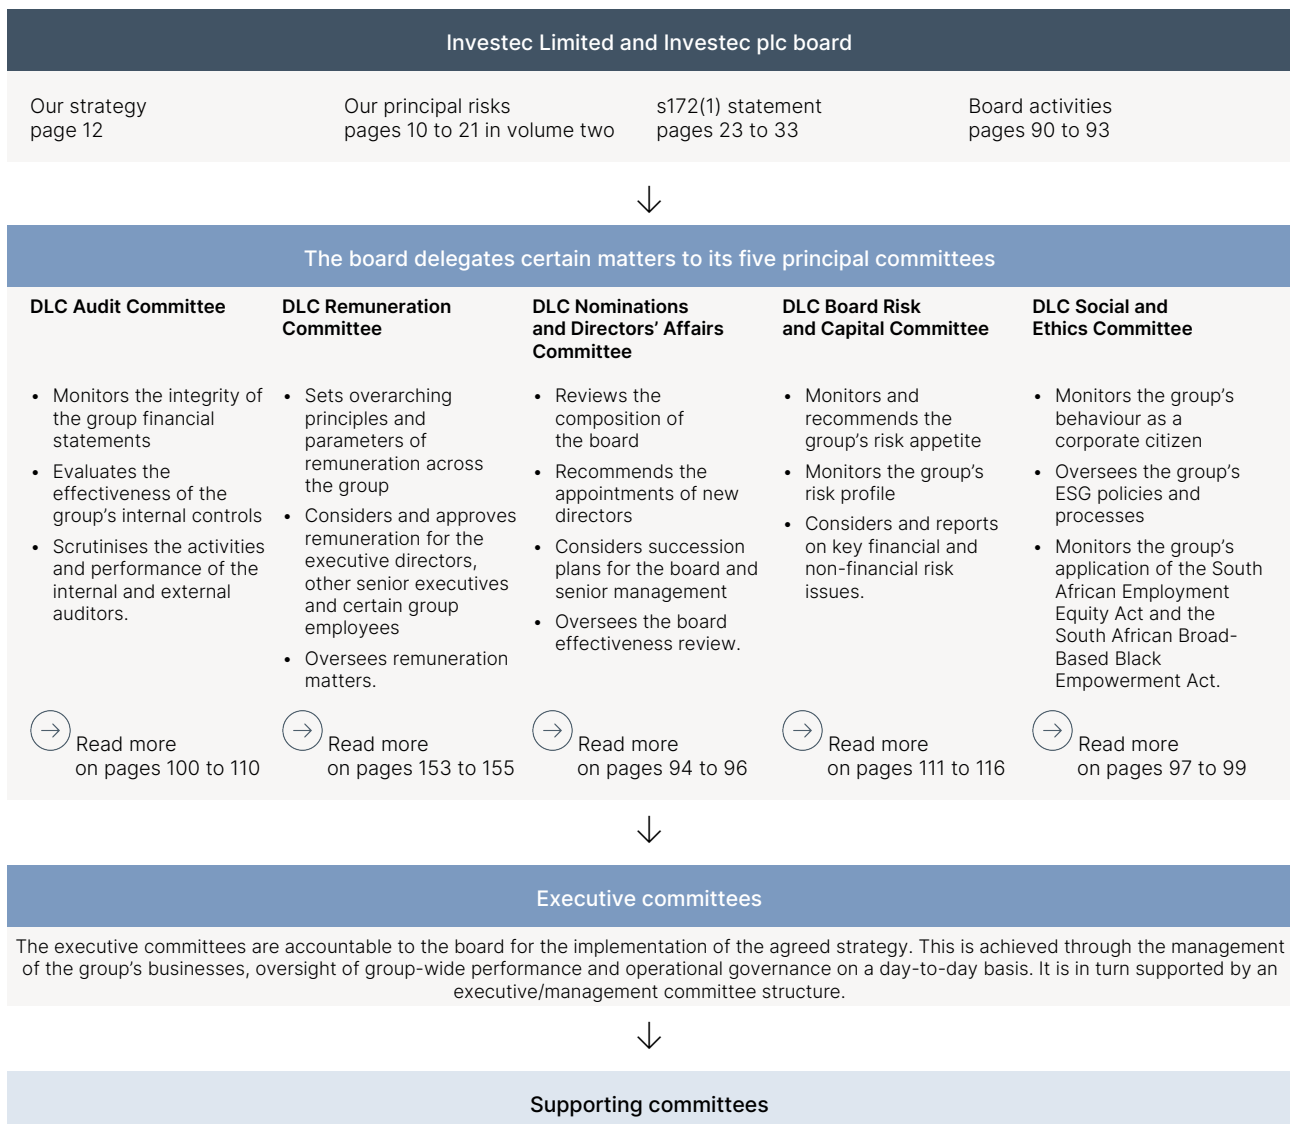 Investec Limited and Investec plc board
Our strategy
page 12
Our principal risks
pages 10 to 21 in volume two
s172(1) statement
pages 23 to 33
Board activities
pages 90 to 93
The board delegates certain matters to its five principal committees
DLC Audit Committee
• Monitors the integrity of
the group financial
statements
• Evaluates the
effectiveness of the
group's internal controls
• Scrutinises the activities
and performance of the
internal and external
auditors.
Read more
on pages 100 to 110
DLC Remuneration
Committee
• Sets overarching
principles and
parameters of
remuneration across
the group
• Considers and approves
remuneration for the
executive directors,
other senior executives
and certain group
employees
• Oversees remuneration
matters.
Read more
on pages 153 to 155
DLC Nominations
and Directors' Affairs
Committee
• Reviews the
composition of
the board
• Recommends the
appointments of new
directors
• Considers succession
plans for the board and
senior management
• Oversees the board
effectiveness review.
Read more
on pages 94 to 96
DLC Board Risk
and Capital Committee
• Monitors and
recommends the
group's risk appetite
• Monitors the group's
risk profile
• Considers and reports
on key financial and
non-financial risk
issues.
Read more
on pages 111 to 116
DLC Social and
Ethics Committee
• Monitors the group's
behaviour as a
corporate citizen
• Oversees the group's
ESG policies and
processes
• Monitors the group's
application of the South
African Employment
Equity Act and the
South African Broad-
Based Black
Empowerment Act.
Read more
on pages 97 to 99
Executive committees
The executive committees are accountable to the board for the implementation of the agreed strategy. This is achieved through the management
of the group's businesses, oversight of group-wide performance and operational governance on a day-to-day basis. It is in turn supported by an
executive/management committee structure.
Supporting committees